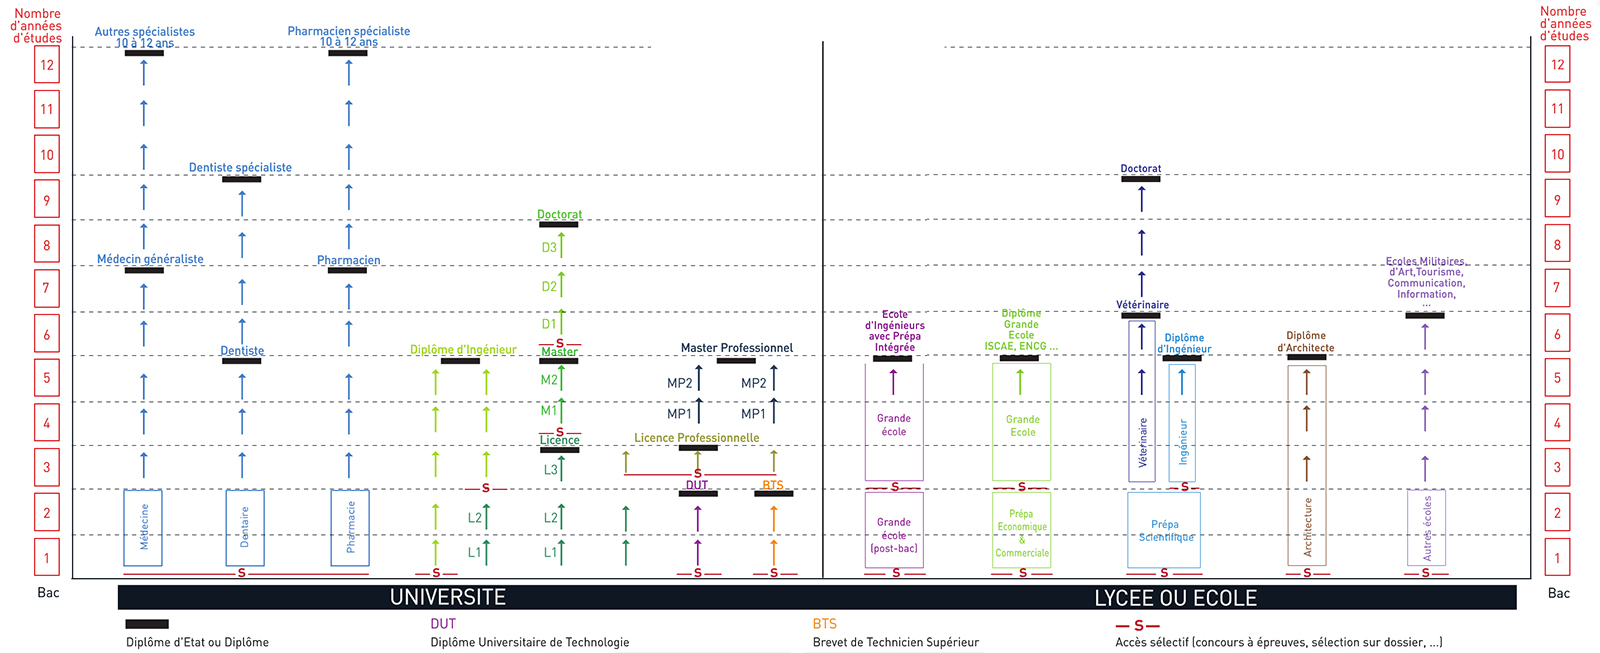 Nombre
d'années
d'études
12
11
10
9
8
7
6
5
4
3
2
1
Bac
Autres spécialistes
10 à 12 ans
Pharmacien spécialiste
10 à 12 ans
Dentiste spécialiste
Médecin généraliste
Pharmacien
Dentiste
Médecine
Dentaire
Pharmacie
S
Diplôme d'Ingénieur
S
L2
L1
S
Doctorat
D3
D2
D1
S
Master
M2
M1
S
Licence
L3
L2
L1
Master Professionnel
MP2
MP2
MP1
MP1
Licence Professionnelle
S
DUT
BTS
S
S
Ecole
d'Ingénieurs
avec Prépa
Intégrée
Grande
école
S
Grande
école
(post-bac)
S
Diplôme
Grande
Ecole
ISCAE, ENCG ...
Grande
Ecole
S
Prépa
Economique
&
Commerciale
S
Doctorat
Vétérinaire
Véterinaire
Diplôme
d'Ingénieur
Ingénieur
S
Prépa
Scientifique
S
Diplôme
d'Architecte
Architecture
S
Ecoles Militaires,
d'Art,Tourisme,
Communication,
Information,
...
Autres écoles
S
Nombre
d'années
d'études
12
11
10
9
8
7
6
5
4
3
2
1
Bac
UNIVERSITE
LYCEE OU ECOLE
Diplôme d'Etat ou Diplôme
DUT
Diplôme Universitaire de Technologie
BTS
Brevet de Technicien Supérieur
S
Accès sélectif (concours à épreuves, sélection sur dossier, ...)